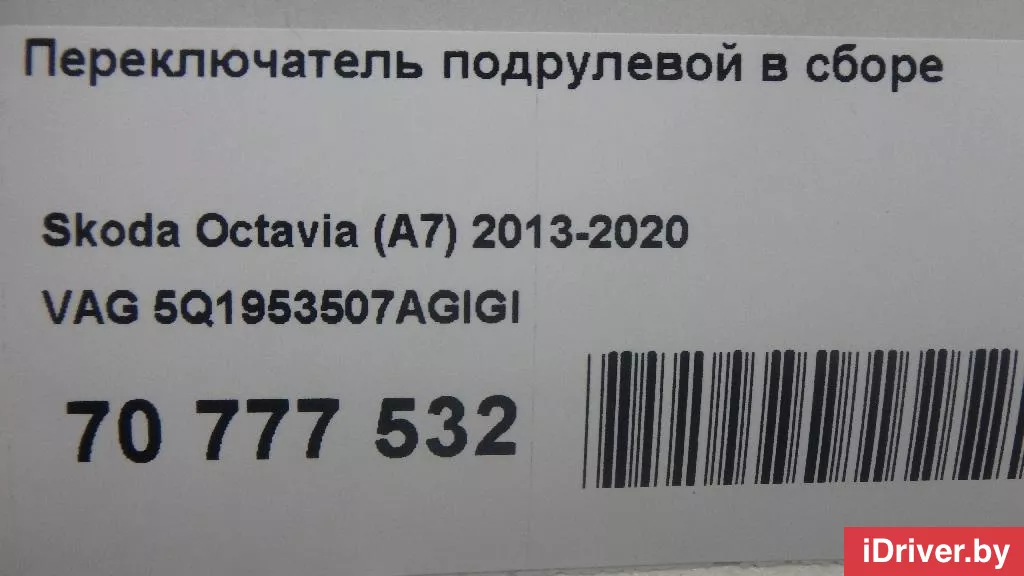 Переключатель подрулевой в сборе
Skoda Octavia (A7) 2013-2020
VAG 5Q1953507AGIGI
70 777 532
iDriver.by